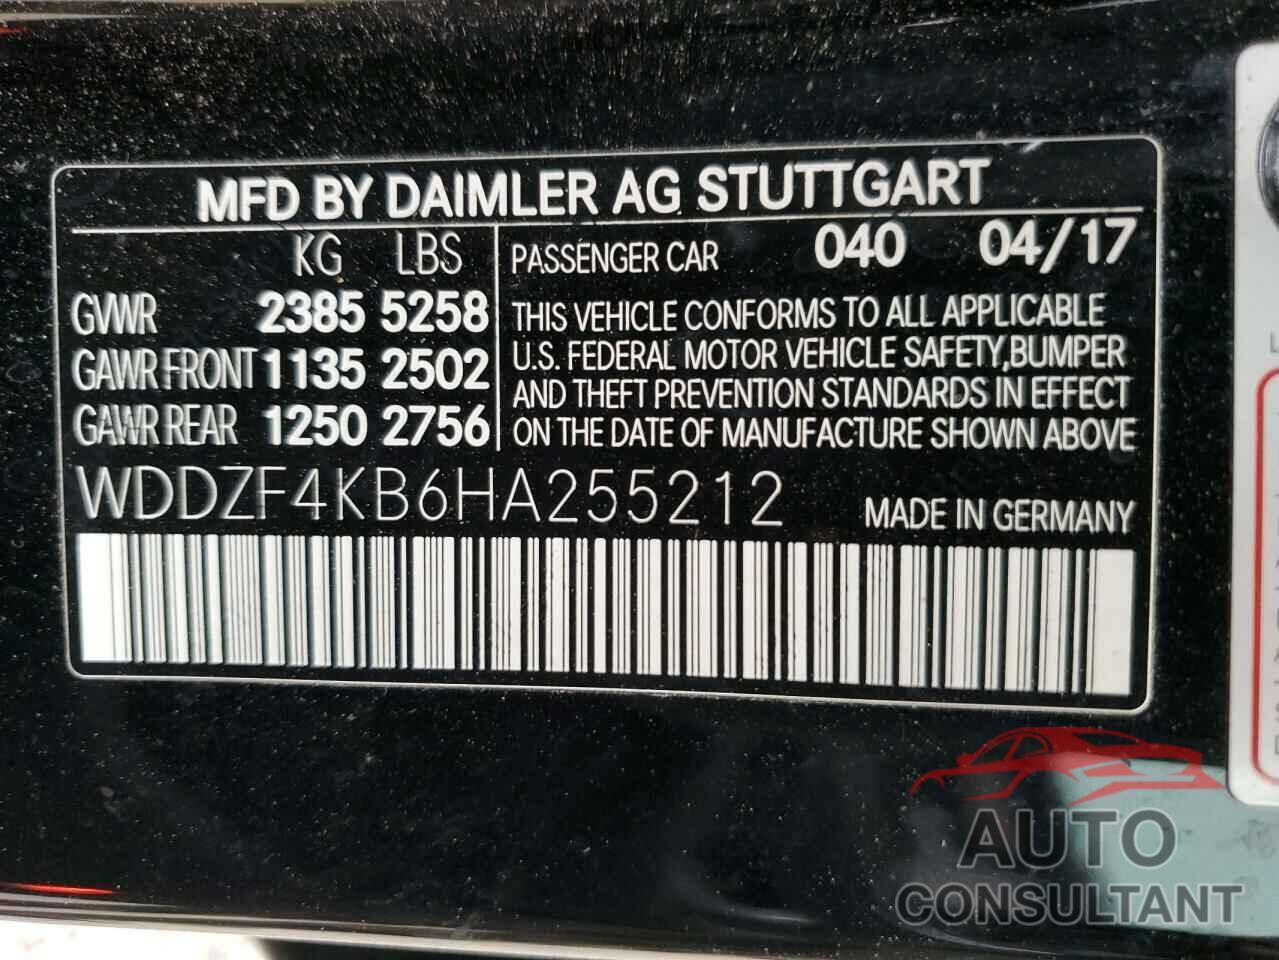 MFD BY DAIMLER AG STUTTGART
KG LBS
GVWR 2385 5258
GAWR FRONT 1135 2502
GAWR REAR 1250 2756
PASSENGER CAR 040 04/17
THIS VEHICLE CONFORMS TO ALL APPLICABLE
U.S. FEDERAL MOTOR VEHICLE SAFETY,BUMPER
AND THEFT PREVENTION STANDARDS IN EFFECT
ON THE DATE OF MANUFACTURE SHOWN ABOVE
WDDZF4KB6HA255212 MADE IN GERMANY
AUTO
CONSULTANT